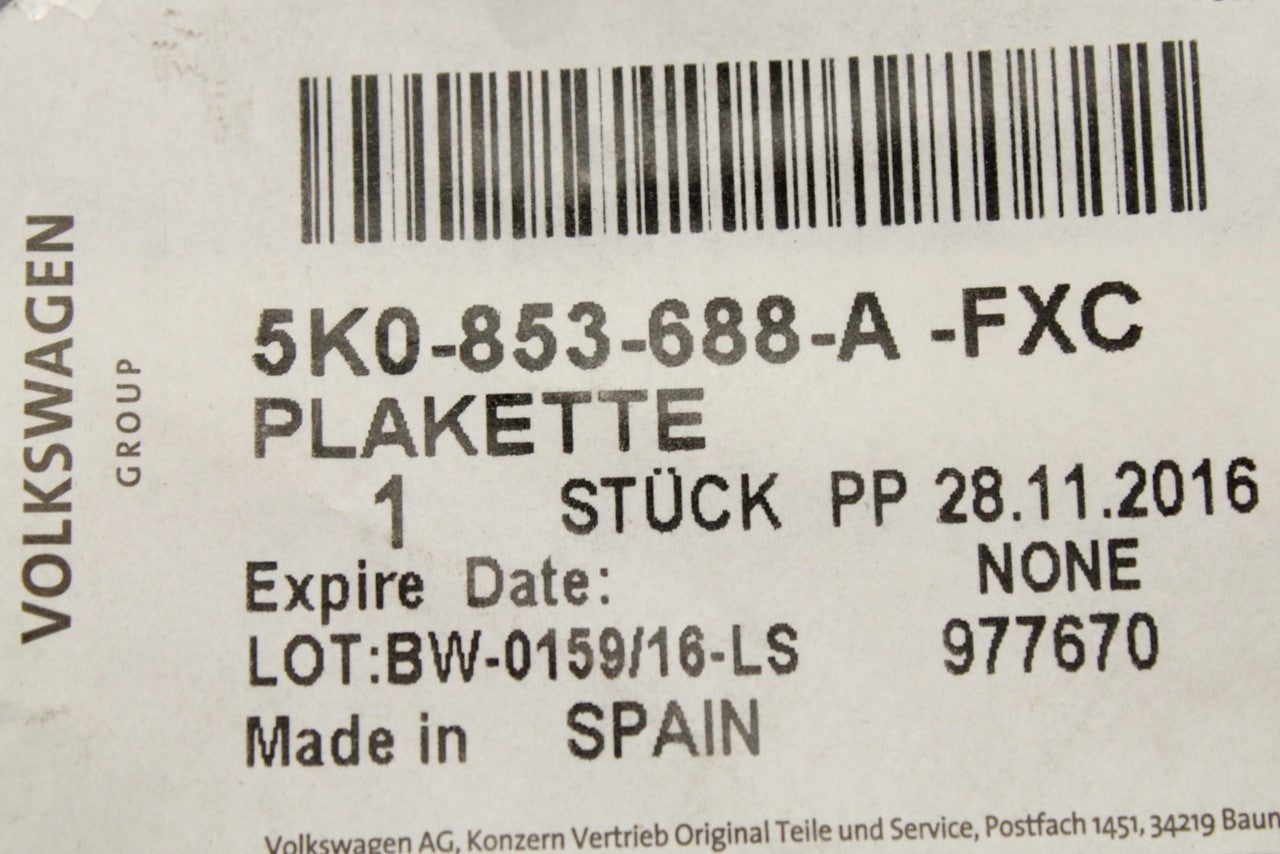 VOLKSWAGEN
GROUP
5K0-853-688-A -FXC
PLAKETTE
1 STÜCK PP 28.11.2016
Expire Date: NONE
LOT:BW-0159/16-LS 977670
Made in SPAIN
Volkswagen AG, Konzern Vertrieb Original Teile und Service, Postfach 1451, 34219 Baun